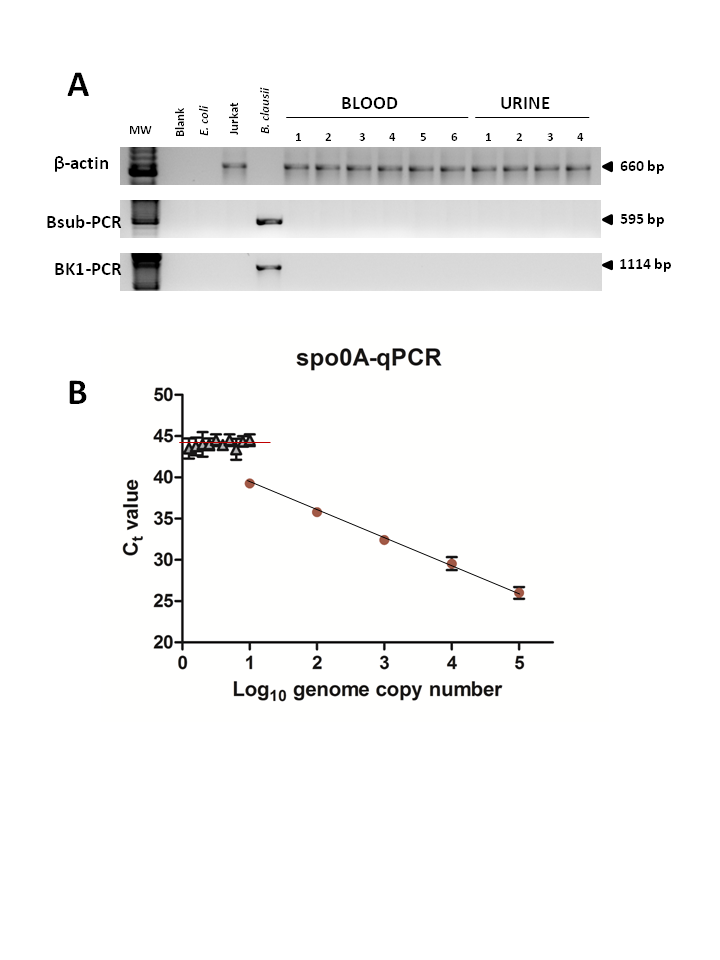 A
BLOOD URINE
MW Blank E. coli Jurkat B. clausii 1 2 3 4 5 6 1 2 3 4
β-actin 660 bp
Bsub-PCR 595 bp
BK1-PCR 1114 bp
spo0A-qPCR
B
50
45
40
35
30
25
20
Ct value
0 1 2 3 4 5
Log10 genome copy number